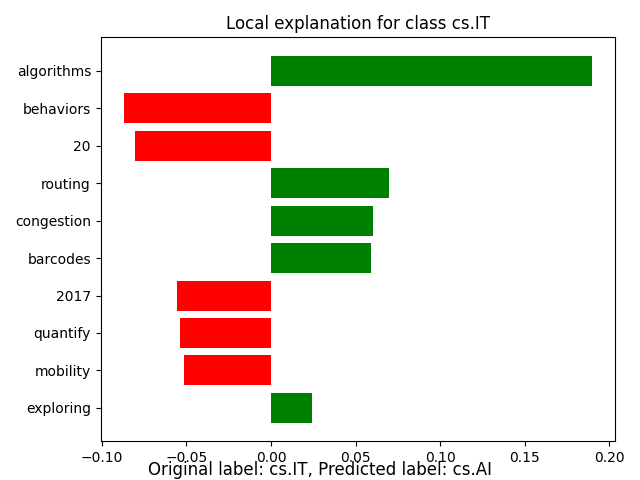 Local explanation for class cs.IT
algorithms
behaviors
20
routing
congestion
barcodes
2017
quantify
mobility
exploring
−0.10 −0.05 0.00 0.05 0.10 0.15 0.20
Original label: cs.IT, Predicted label: cs.AI